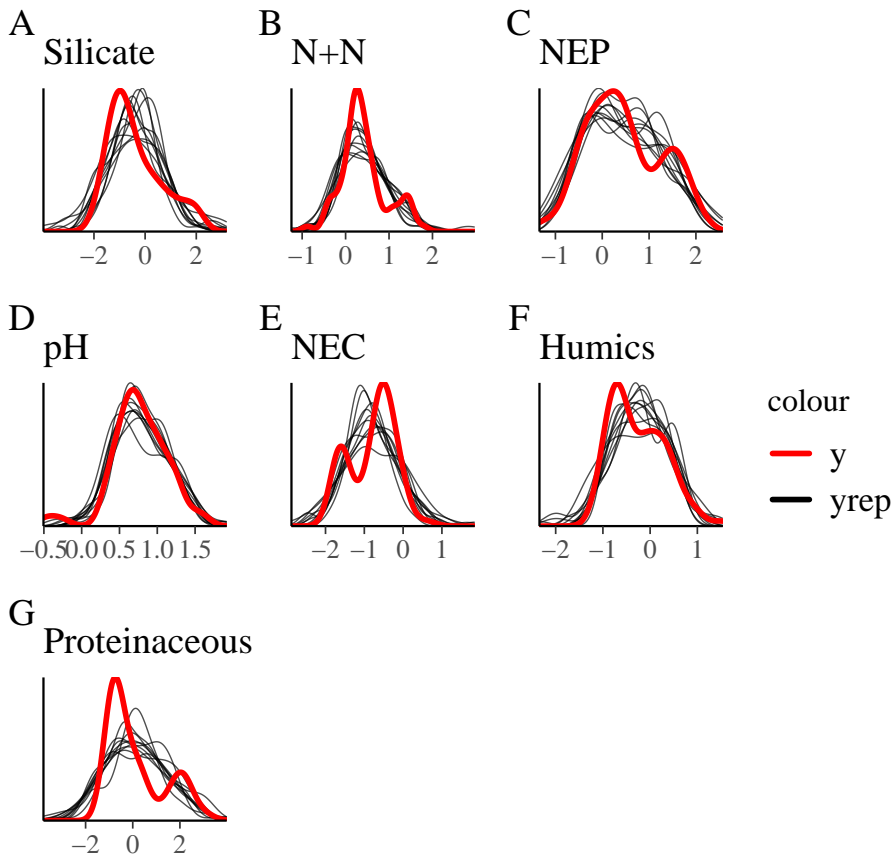 A
Silicate
−2 0 2
B
N+N
−1 0 1 2
C
NEP
−1 0 1 2
D
pH
−0.5 0.0 0.5 1.0 1.5
E
NEC
−2 −1 0
F
Humics
−2 −1 0 1
colour
y
yrep
G
Proteinaceous
−2 0 2